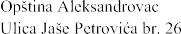 Opština Aleksandrovac
Ulica Jaše Petrovića br. 26